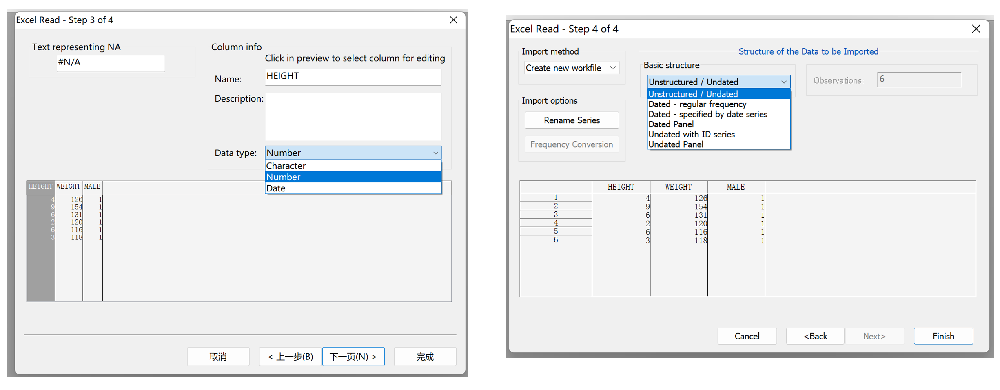 Excel Read - Step 3 of 4
Text representing NA
#N/A
Column info
Click in preview to select column for editing
Name:
HEIGHT
Description:
Data type:
Number
Character
Number
Date
HEIGHT WEIGHT MALE
4 126 1
9 154 1
6 131 1
2 120 1
6 116 1
3 118 1
取消
< 上一步(B)
下一页(N) >
完成
Excel Read - Step 4 of 4
Import method
Create new workfile
Import options
Rename Series
Frequency Conversion
Structure of the Data to be Imported
Basic structure
Unstructured / Undated
Unstructured / Undated
Dated - regular frequency
Dated - specified by date series
Dated Panel
Undated with ID series
Undated Panel
Observations:
6
HEIGHT WEIGHT MALE
1 4 126 1
2 9 154 1
3 6 131 1
4 2 120 1
5 6 116 1
6 3 118 1
Cancel
<Back
Next>
Finish